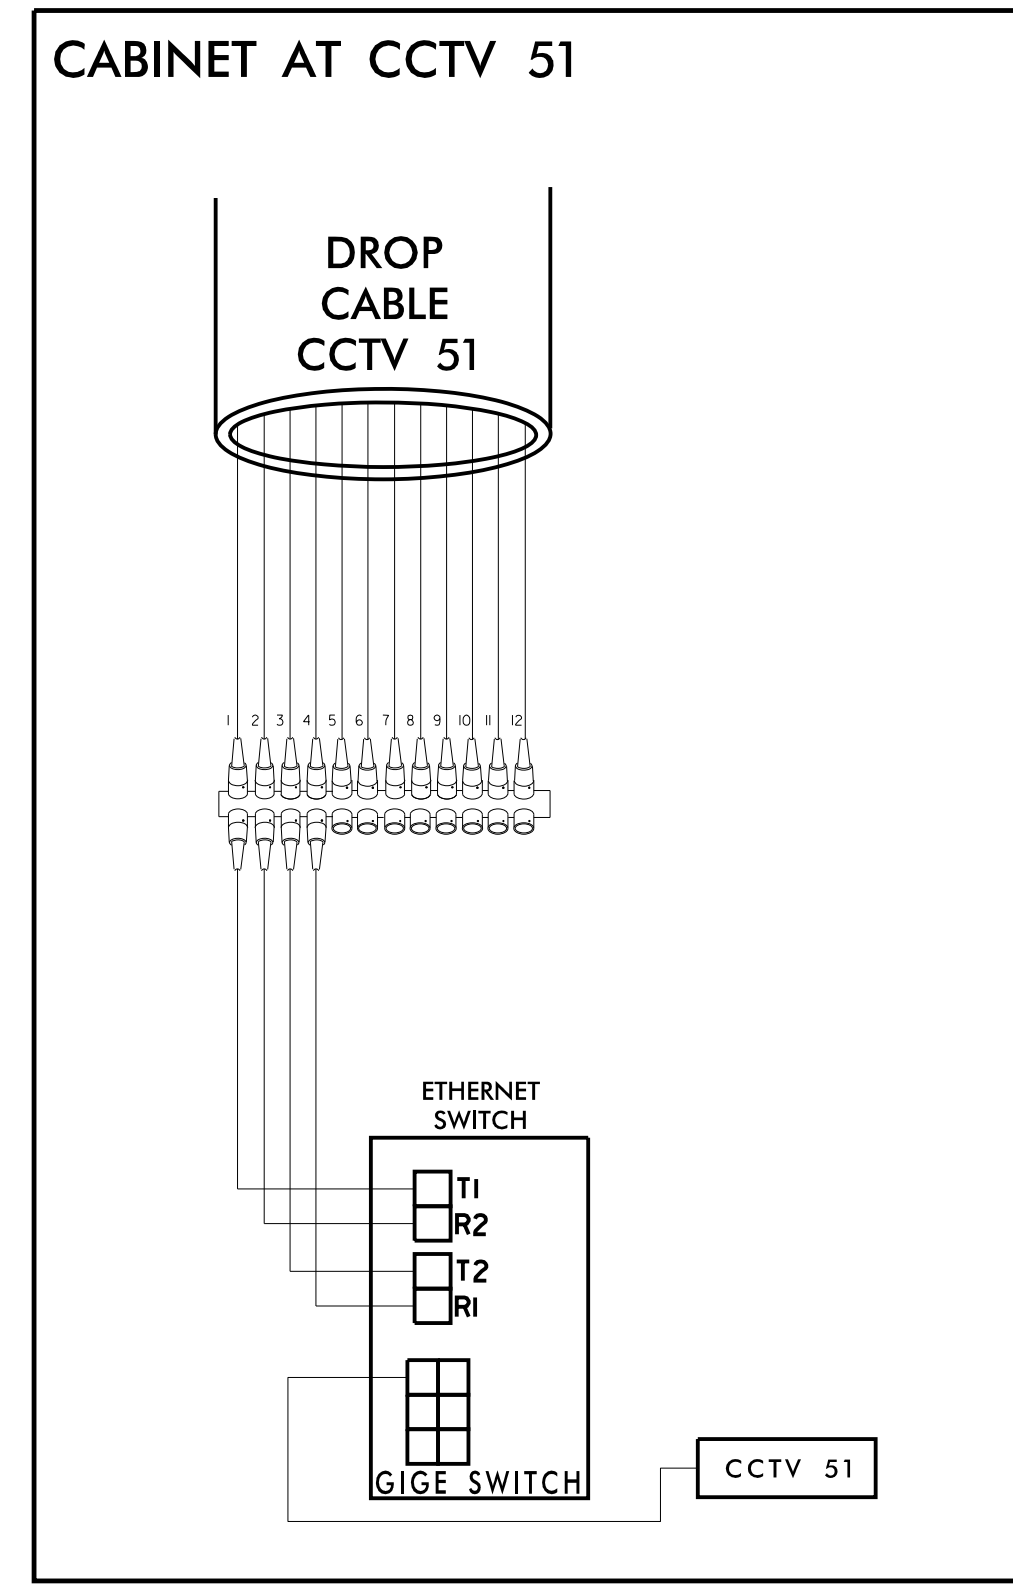 CABINET AT CCTV 51
DROP
CABLE
CCTV 51
1 2 3 4 5 6 7 8 9 10 11 12
ETHERNET
SWITCH
T1
R2
T2
R1
GIGE SWITCH
CCTV 51